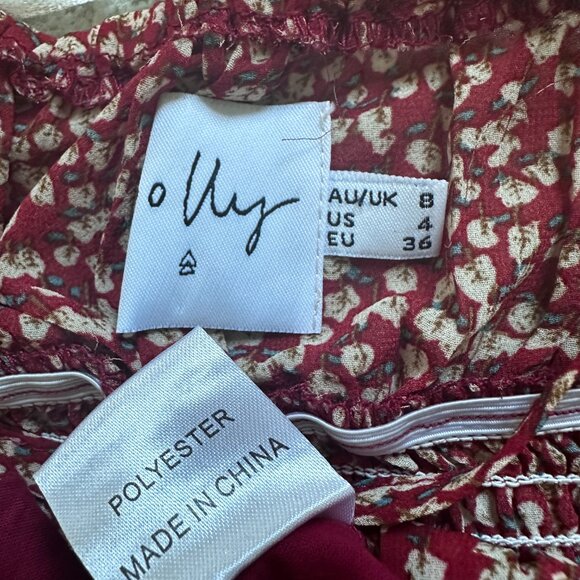 olly
AU/UK 8
US 4
EU 36
POLYESTER
MADE IN CHINA